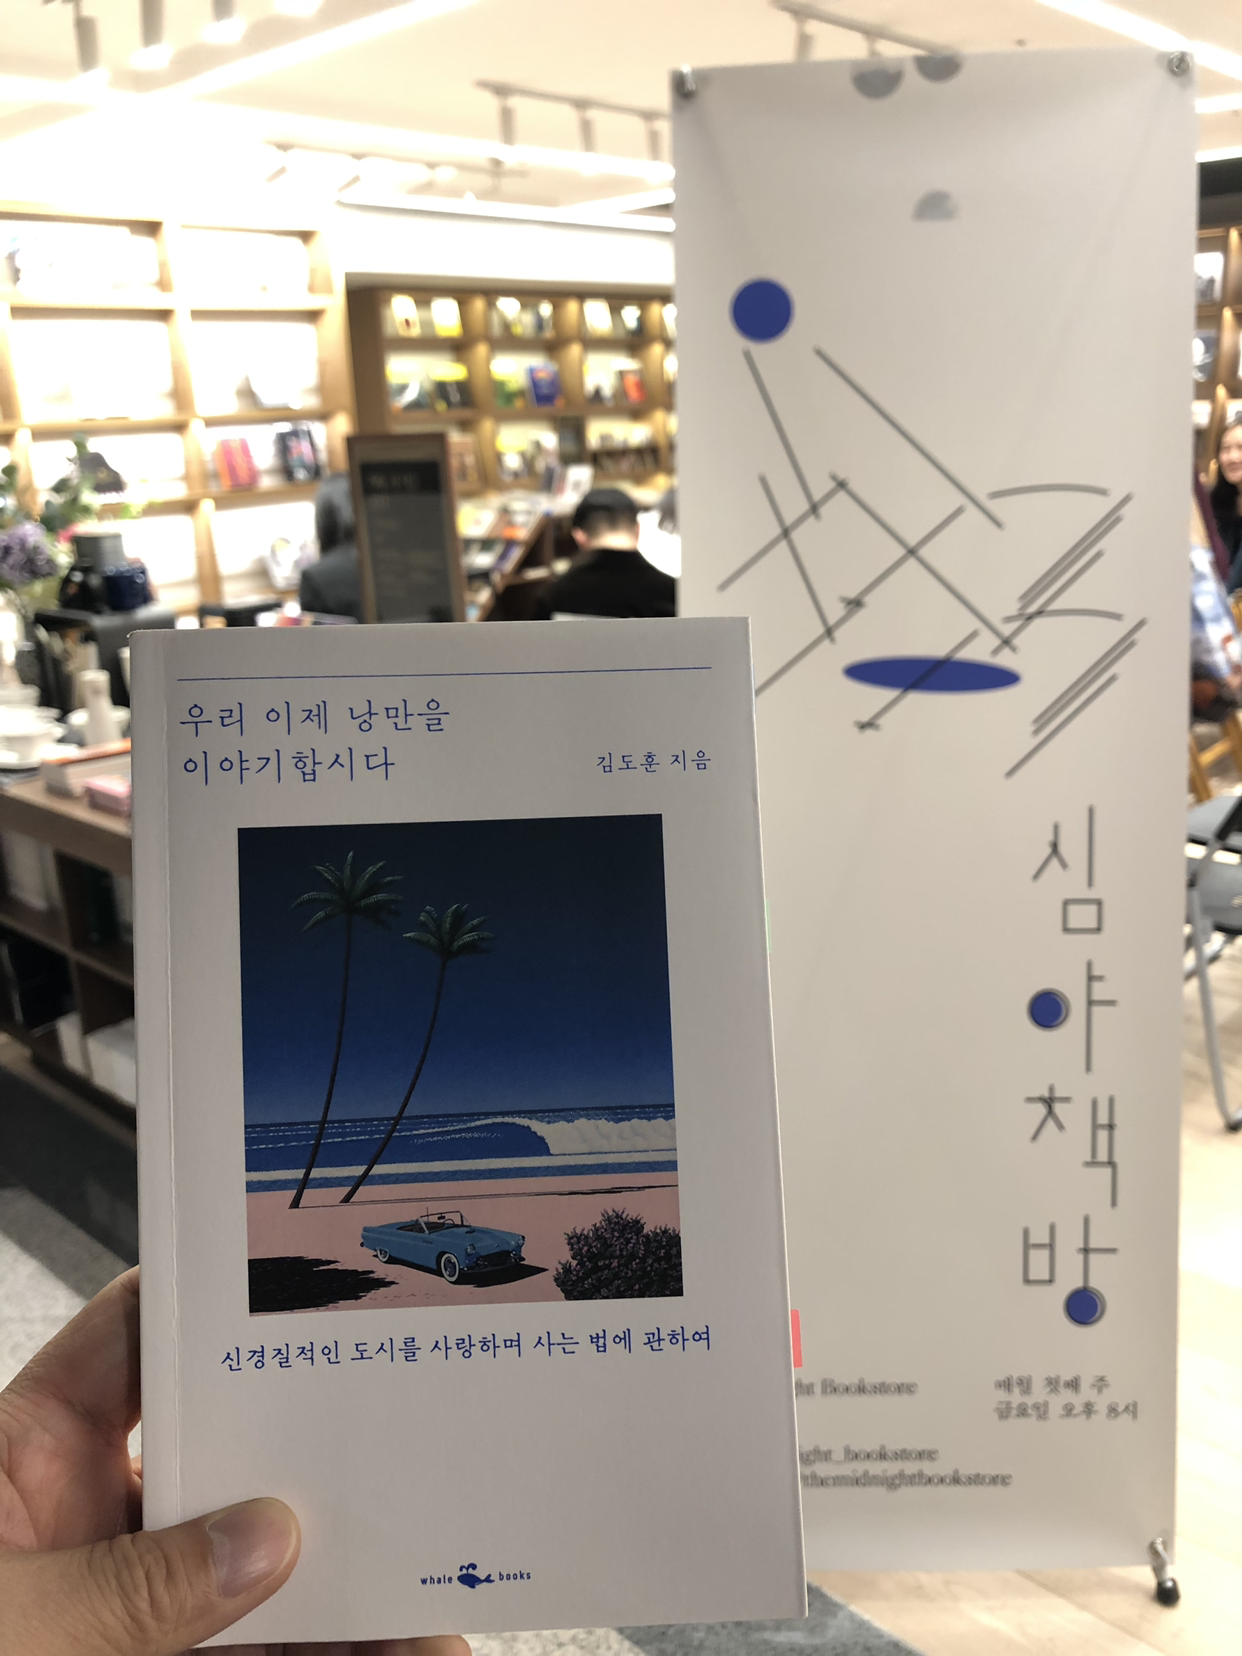 우리 이제 낭만을
이야기합시다
김도훈 지음
신경질적인 도시를 사랑하며 사는 법에 관하여
whale books
심
야
책
방
Bookstore
매월 첫째 주
금요일 오후 8시
ight_bookstore
themidnightbookstore